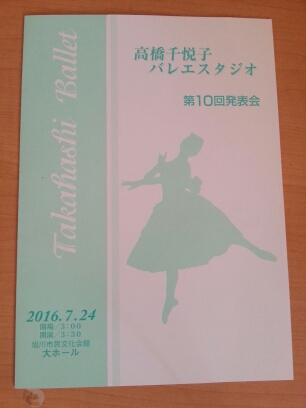 高橋千悦子
バレエスタジオ
第10回発表会
Takahashi Ballet
2016.7.24
開場/3:00
開演/3:30
旭川市民文化会館
大ホール